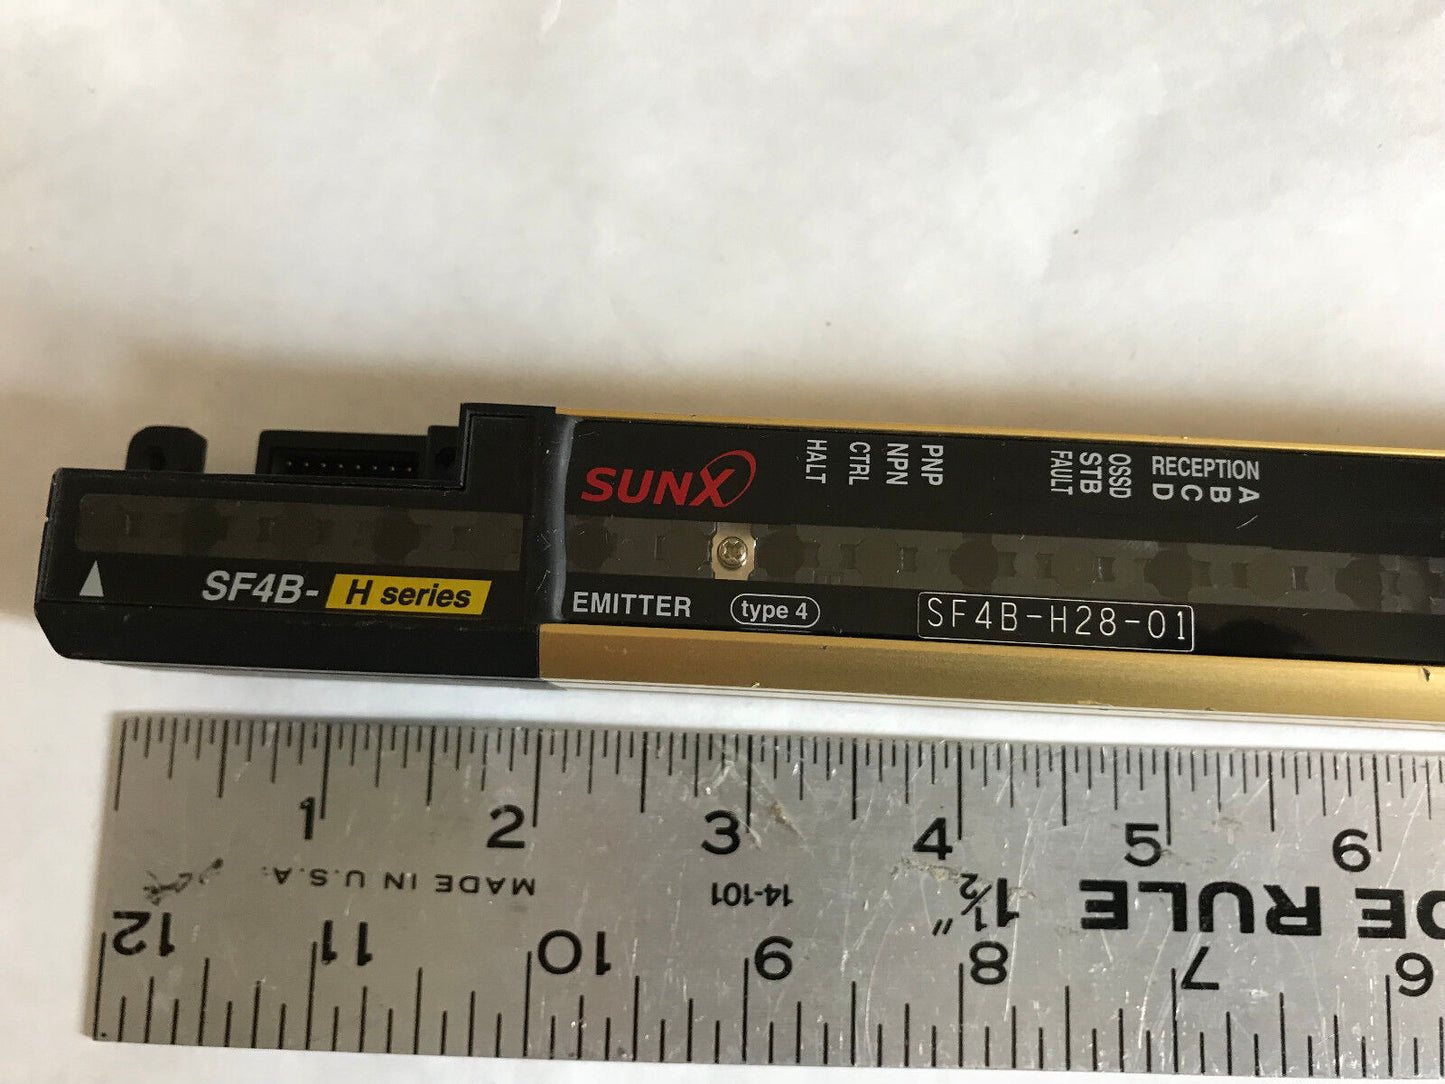 SUNX
HALT
CTRL
NPN
PNP
FAULT
STB
OSSD
RECEPTION
D
C
B
A
SF4B- H series
EMITTER
type 4
SF4B-H28-01
1 2 3 4 5 6
MADE IN U.S.A.
14-101
1½"
DE RULE
12 11 10 9 8 7 6